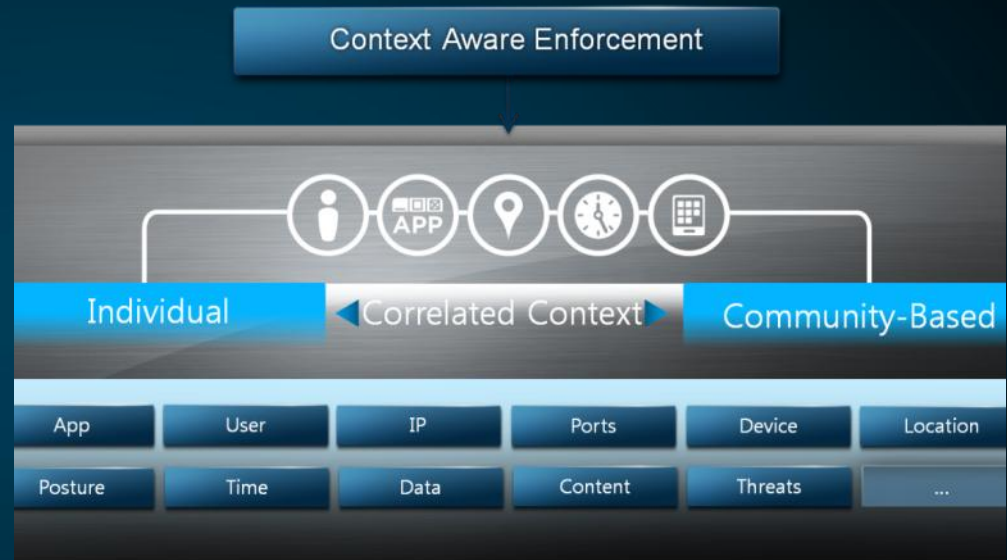 Context Aware Enforcement
APP
Individual
Correlated Context
Community-Based
App
User
IP
Ports
Device
Location
Posture
Time
Data
Content
Threats
...